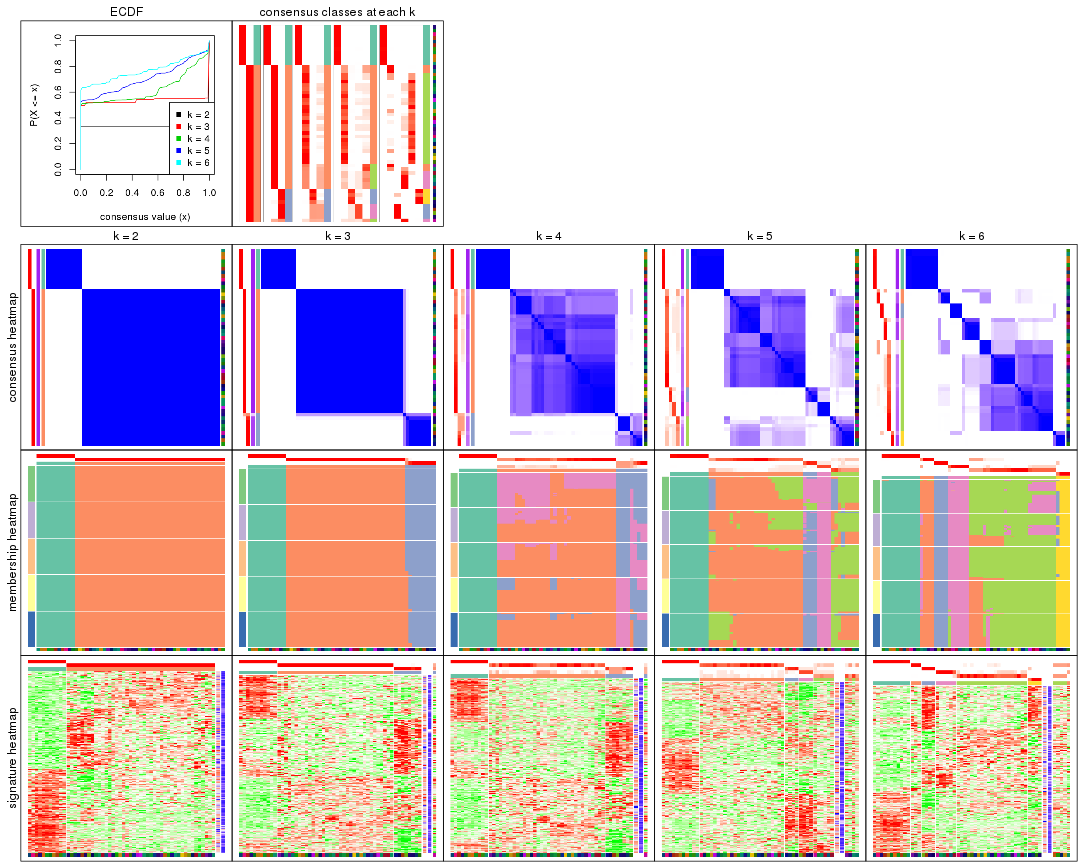 ECDF
consensus classes at each k
P(X <= x)
0.0 0.2 0.4 0.6 0.8 1.0
k = 2
k = 3
k = 4
k = 5
k = 6
0.0 0.2 0.4 0.6 0.8 1.0
consensus value (x)
k = 2
k = 3
k = 4
k = 5
k = 6
consensus heatmap
membership heatmap
signature heatmap